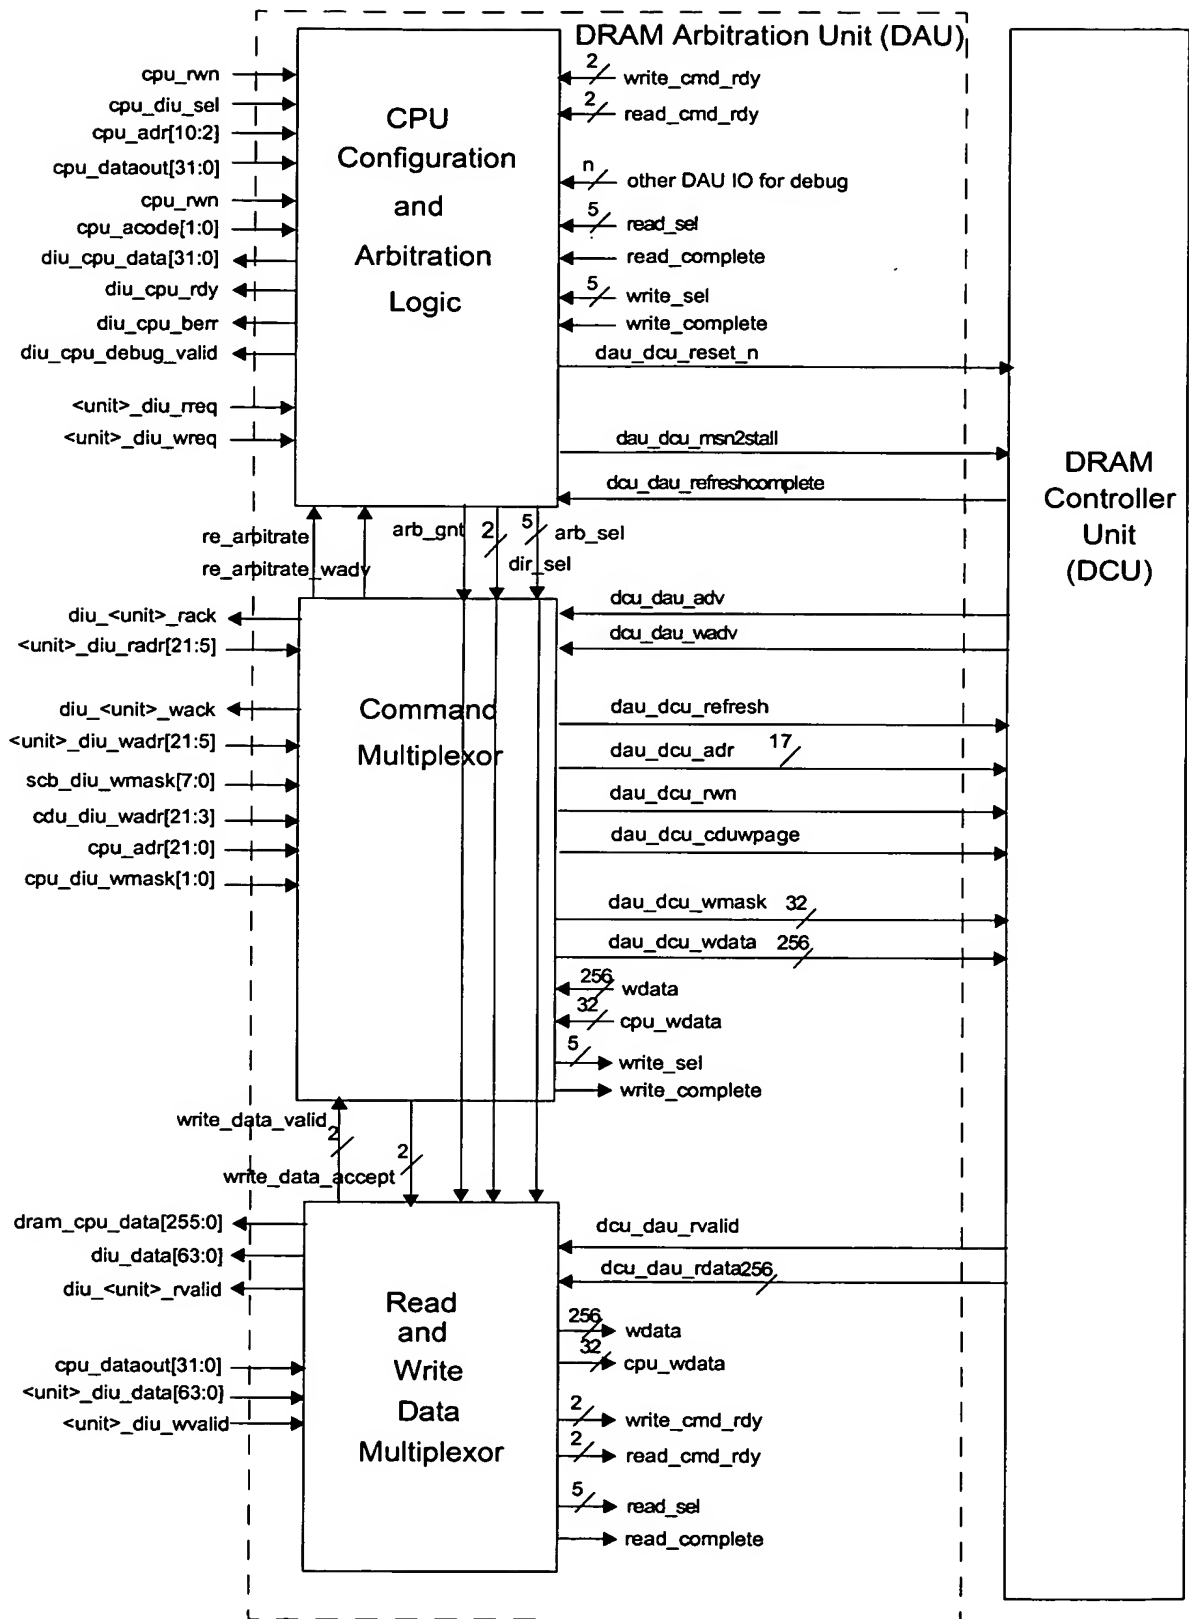 DRAM Arbitration Unit (DAU)
cpu_rwn
cpu_diu_sel
cpu_adr[10:2]
cpu_dataout[31:0]
cpu_rwn
cpu_acode[1:0]
diu_cpu_data[31:0]
diu_cpu_rdy
diu_cpu_berr
diu_cpu_debug_valid
<unit>_diu_rreq
<unit>_diu_wreq
CPU
Configuration
and
Arbitration
Logic
2
write_cmd_rdy
2
read_cmd_rdy
n
other DAU IO for debug
5
read_sel
read_complete
5
write_sel
write_complete
dau_dcu_reset_n
dau_dcu_msn2stall
dcu_dau_refreshcomplete
DRAM
Controller
Unit
(DCU)
re_arbitrate
re_arbitrate_wadv
arb_gnt
2
dir_sel
5
arb_sel
diu_<unit>_rack
<unit>_diu_radr[21:5]
diu_<unit>_wack
<unit>_diu_wadr[21:5]
scb_diu_wmask[7:0]
cdu_diu_wadr[21:3]
cpu_adr[21:0]
cpu_diu_wmask[1:0]
Command
Multiplexor
dcu_dau_adv
dcu_dau_wadv
dau_dcu_refresh
dau_dcu_adr 17
dau_dcu_rwn
dau_dcu_cduwpage
dau_dcu_wmask 32
dau_dcu_wdata 256
256
wdata
32
cpu_wdata
5
write_sel
write_complete
write_data_valid
2
write_data_accept
2
dram_cpu_data[255:0]
diu_data[63:0]
diu_<unit>_rvalid
cpu_dataout[31:0]
<unit>_diu_data[63:0]
<unit>_diu_wvalid
Read
and
Write
Data
Multiplexor
dcu_dau_rvalid
dcu_dau_rdata 256
256
wdata
32
cpu_wdata
2
write_cmd_rdy
2
read_cmd_rdy
5
read_sel
read_complete